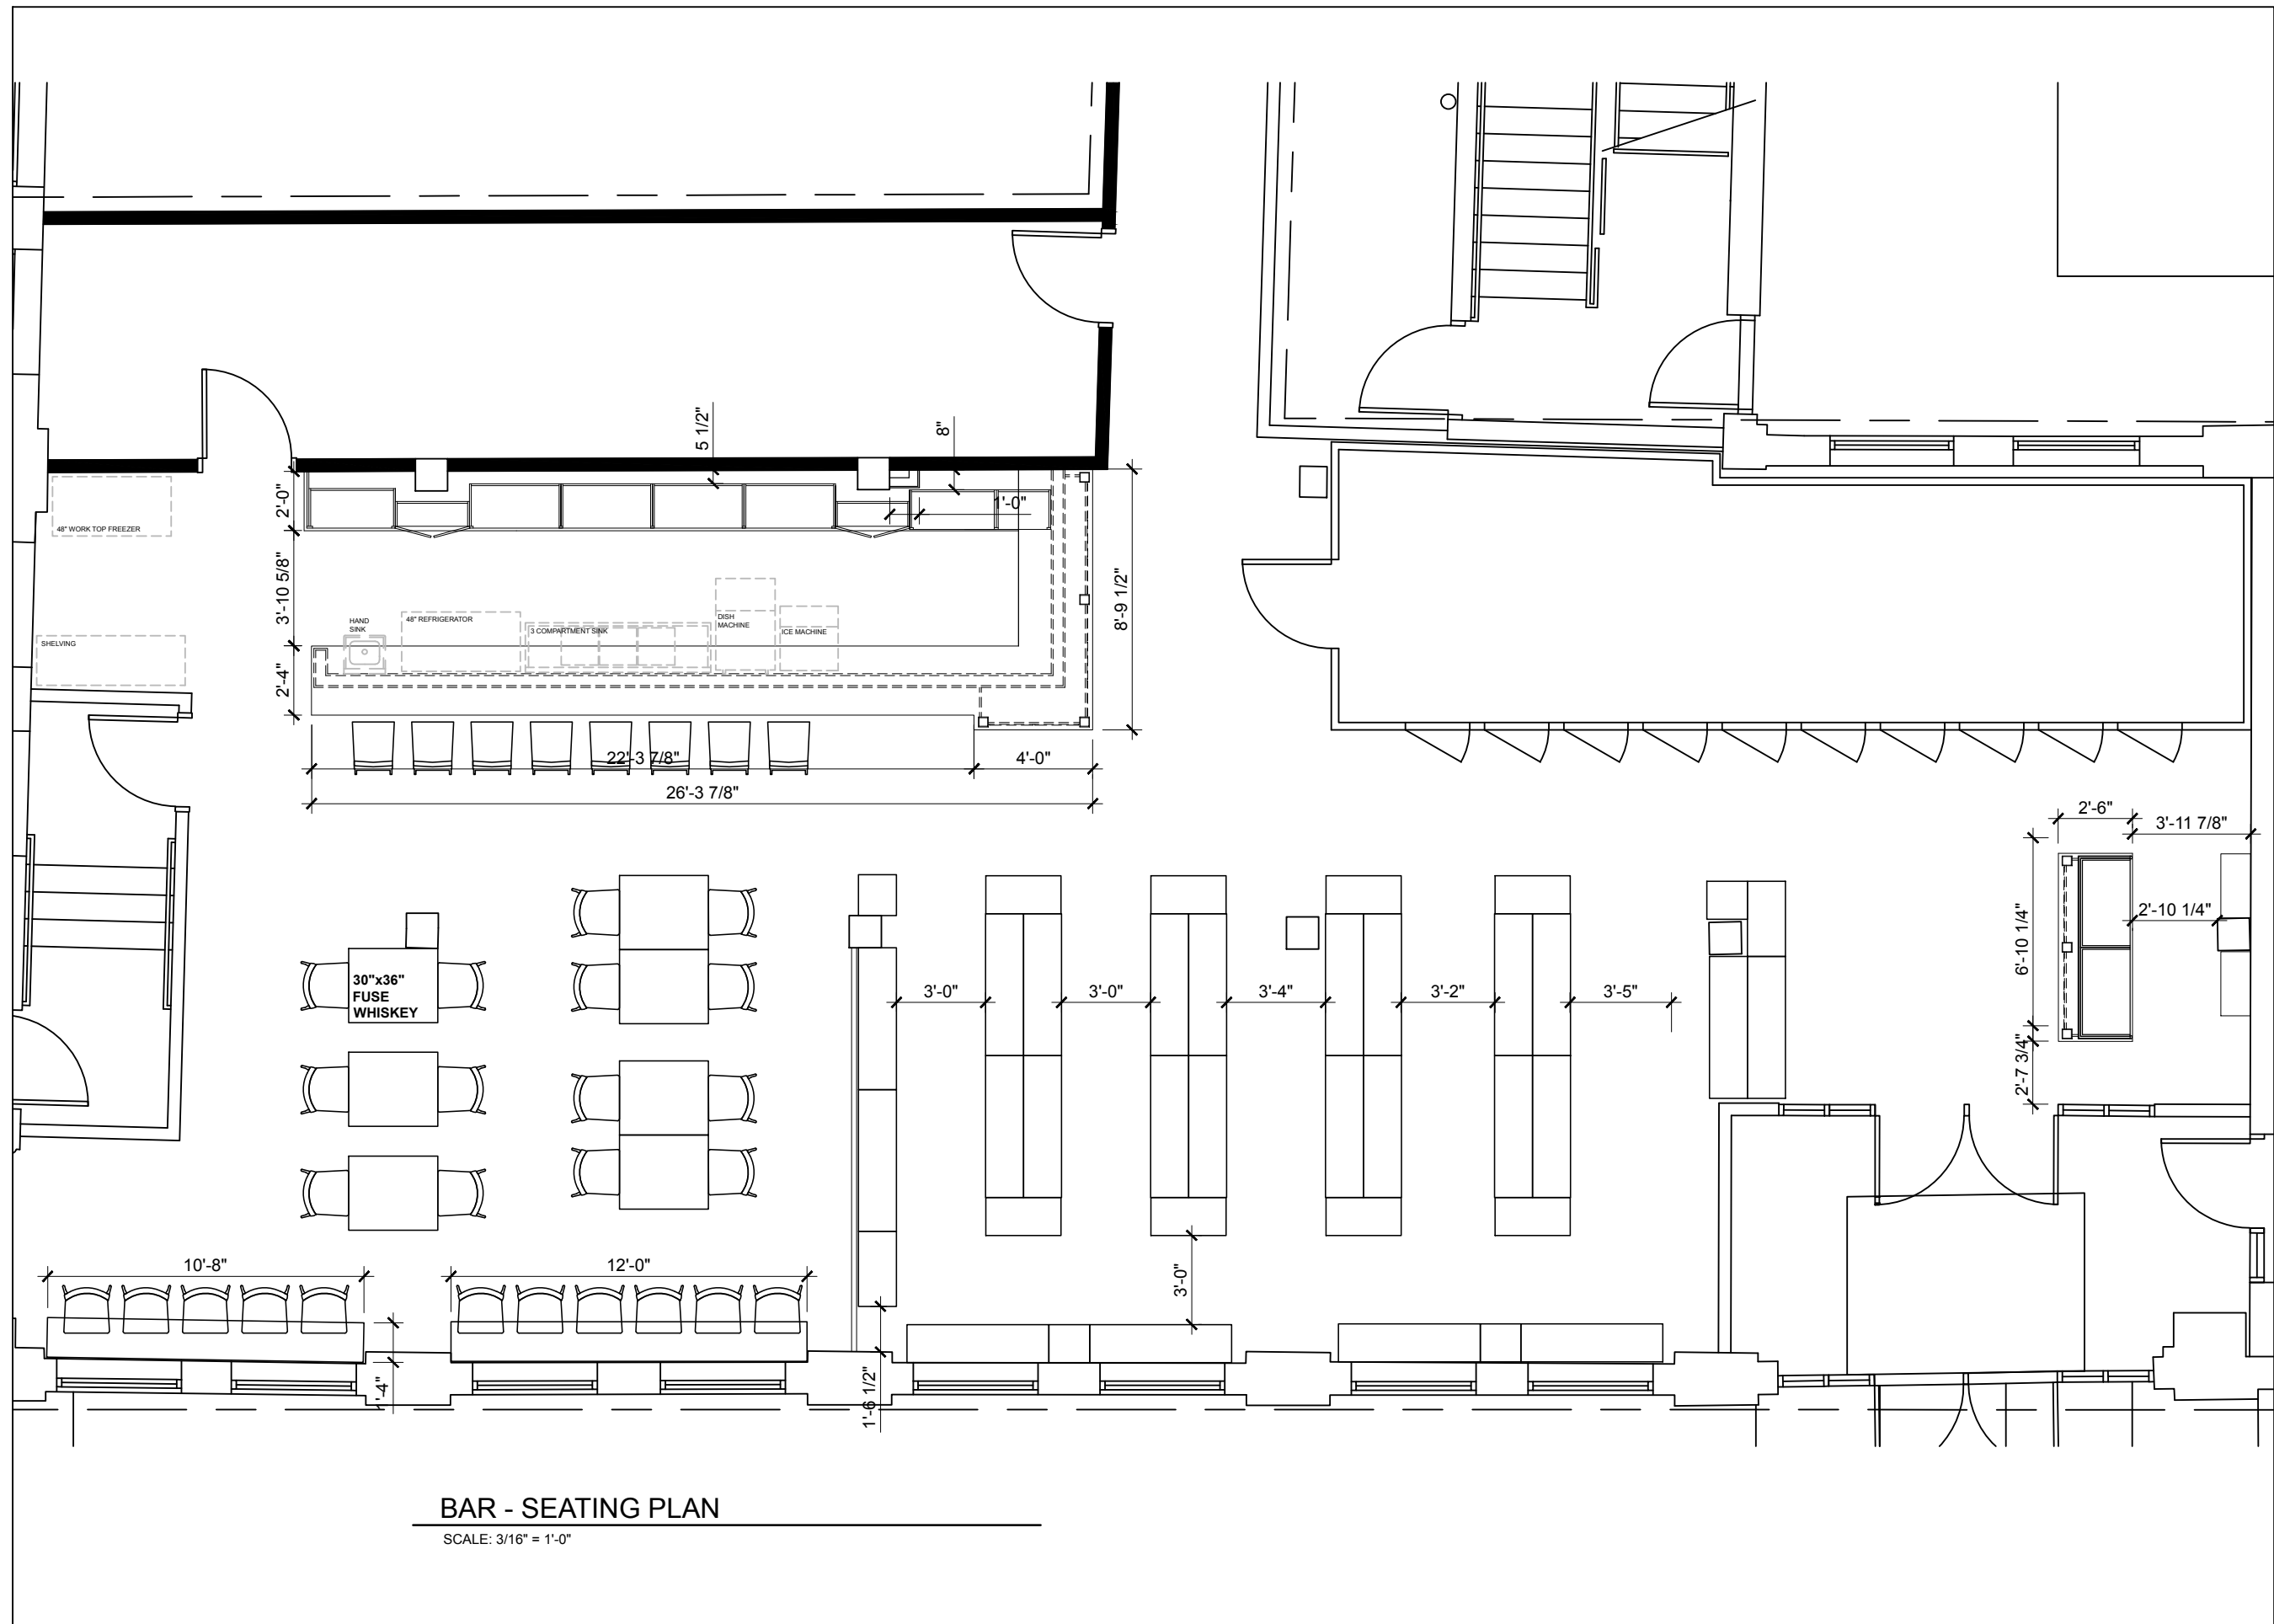 5 1/2"
8"
2'-0"
1'-0"
48" WORK TOP FREEZER
3'-10 5/8"
8'-9 1/2"
HAND
SINK
48" REFRIGERATOR
DISH
MACHINE
3 COMPARTMENT SINK
ICE MACHINE
SHELVING
2'-4"
22'-3 7/8"
4'-0"
26'-3 7/8"
2'-6"
3'-11 7/8"
2'-10 1/4"
6'-10 1/4"
30"x36"
FUSE
WHISKEY
3'-0"
3'-0"
3'-4"
3'-2"
3'-5"
2'-7 3/4"
10'-8"
12'-0"
3'-0"
1'-4"
1'-6 1/2"
BAR - SEATING PLAN
SCALE: 3/16" = 1'-0"